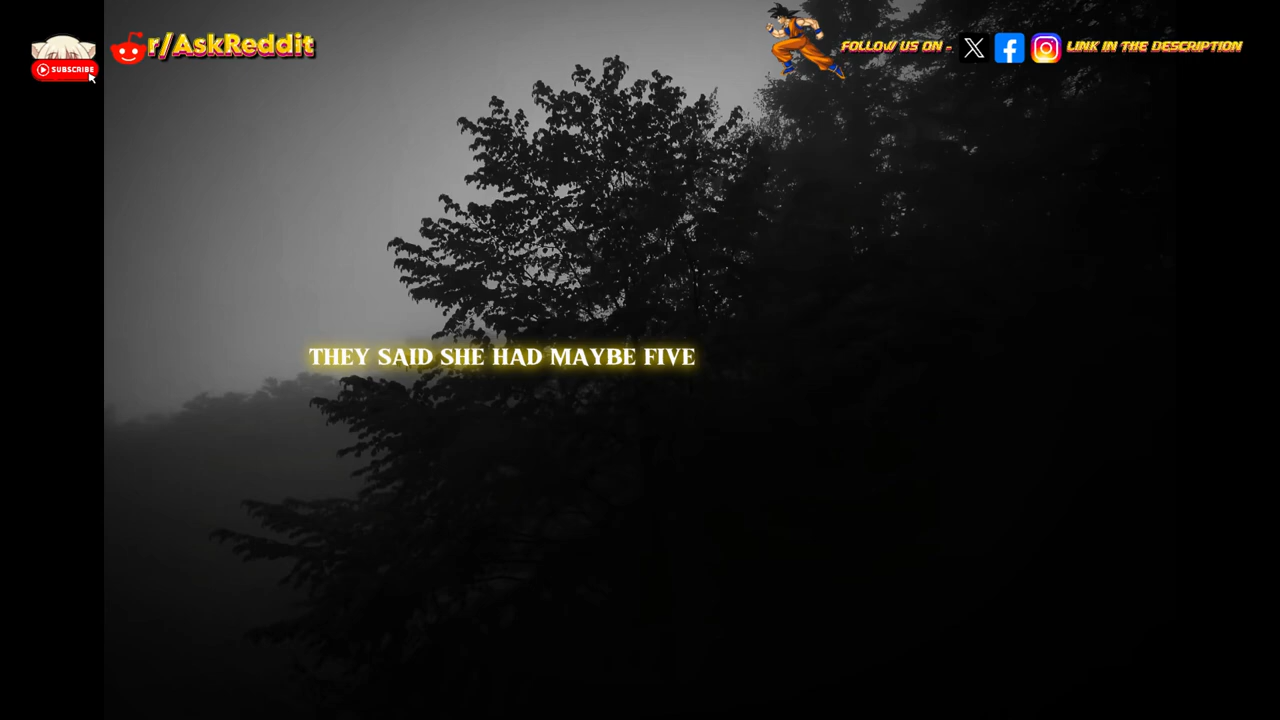 SUBSCRIBE
r/AskReddit
FOLLOW US ON -
LINK IN THE DESCRIPTION
THEY SAID SHE HAD MAYBE FIVE